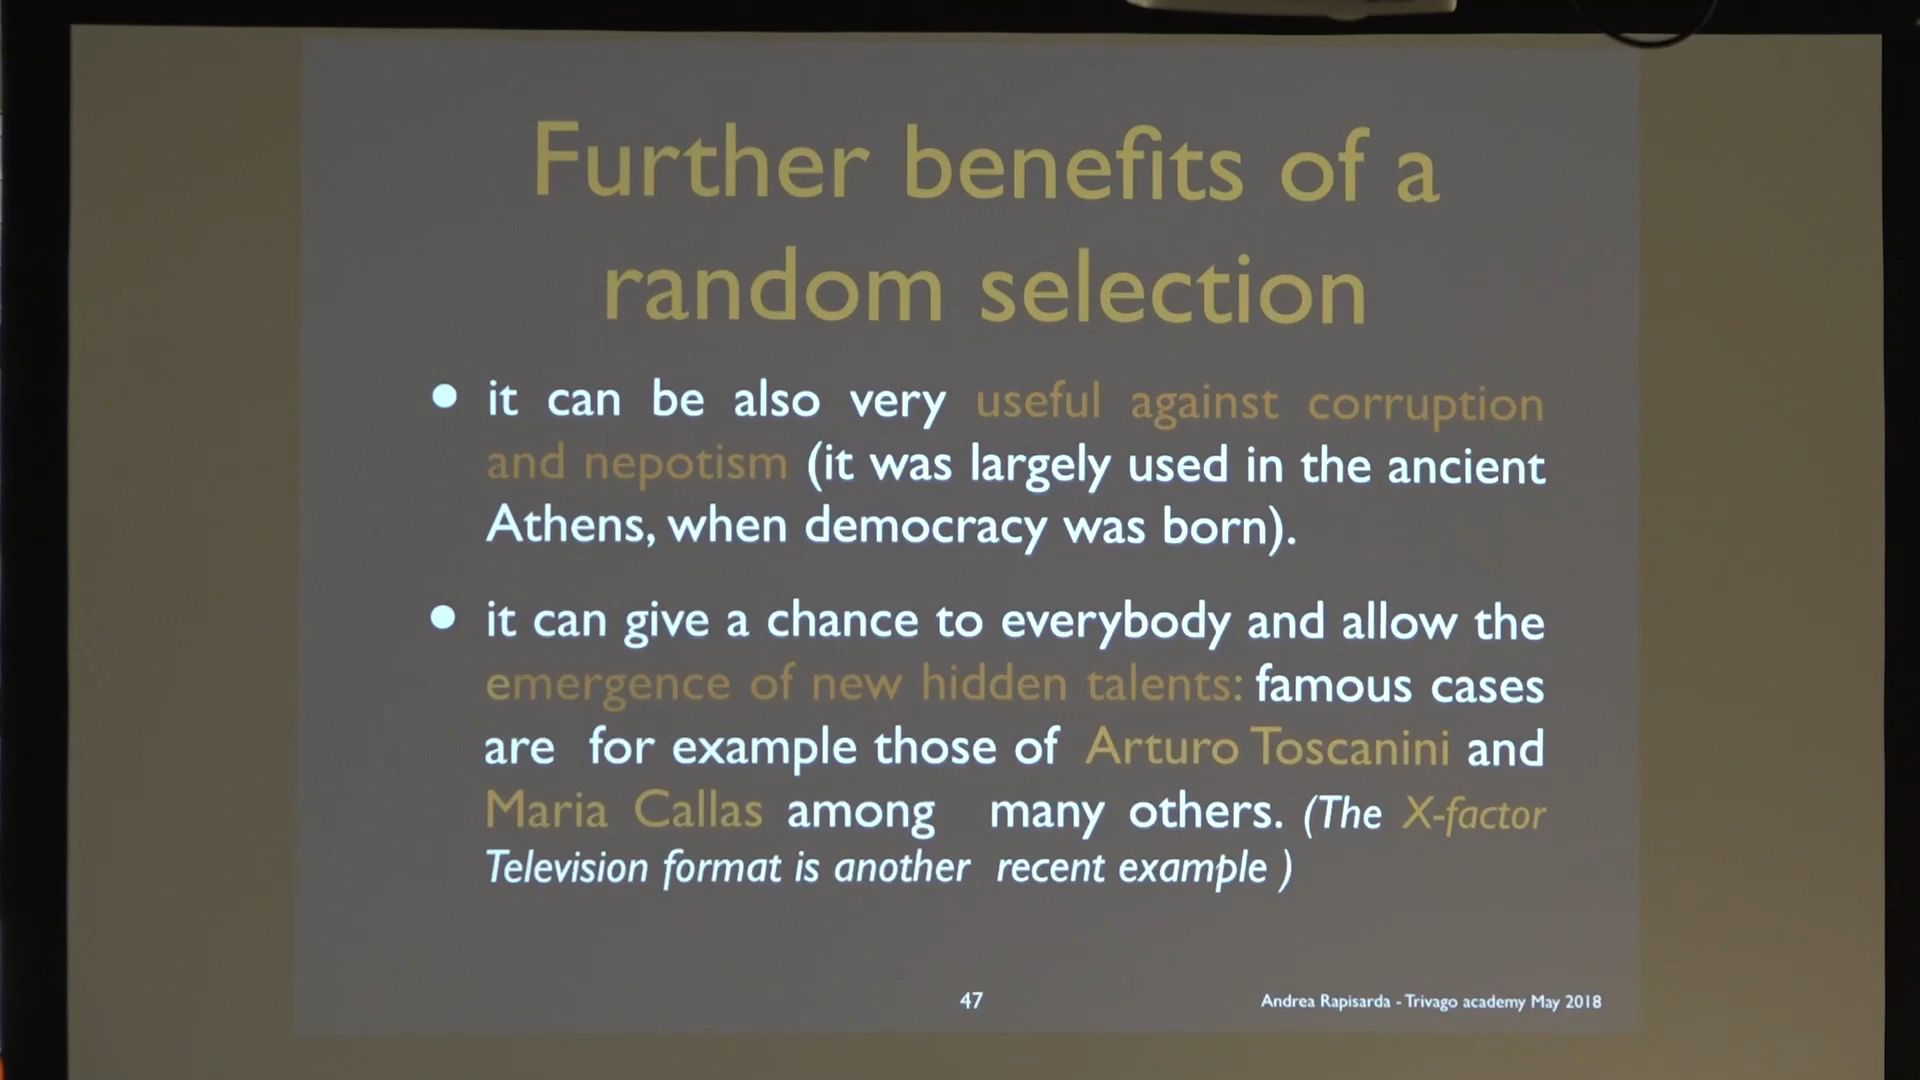 Further benefits of a
random selection
• it can be also very useful against corruption
and nepotism (it was largely used in the ancient
Athens, when democracy was born).
• it can give a chance to everybody and allow the
emergence of new hidden talents: famous cases
are for example those of Arturo Toscanini and
Maria Callas among many others. (The X-factor
Television format is another recent example )
47
Andrea Rapisarda - Trivago academy May 2018